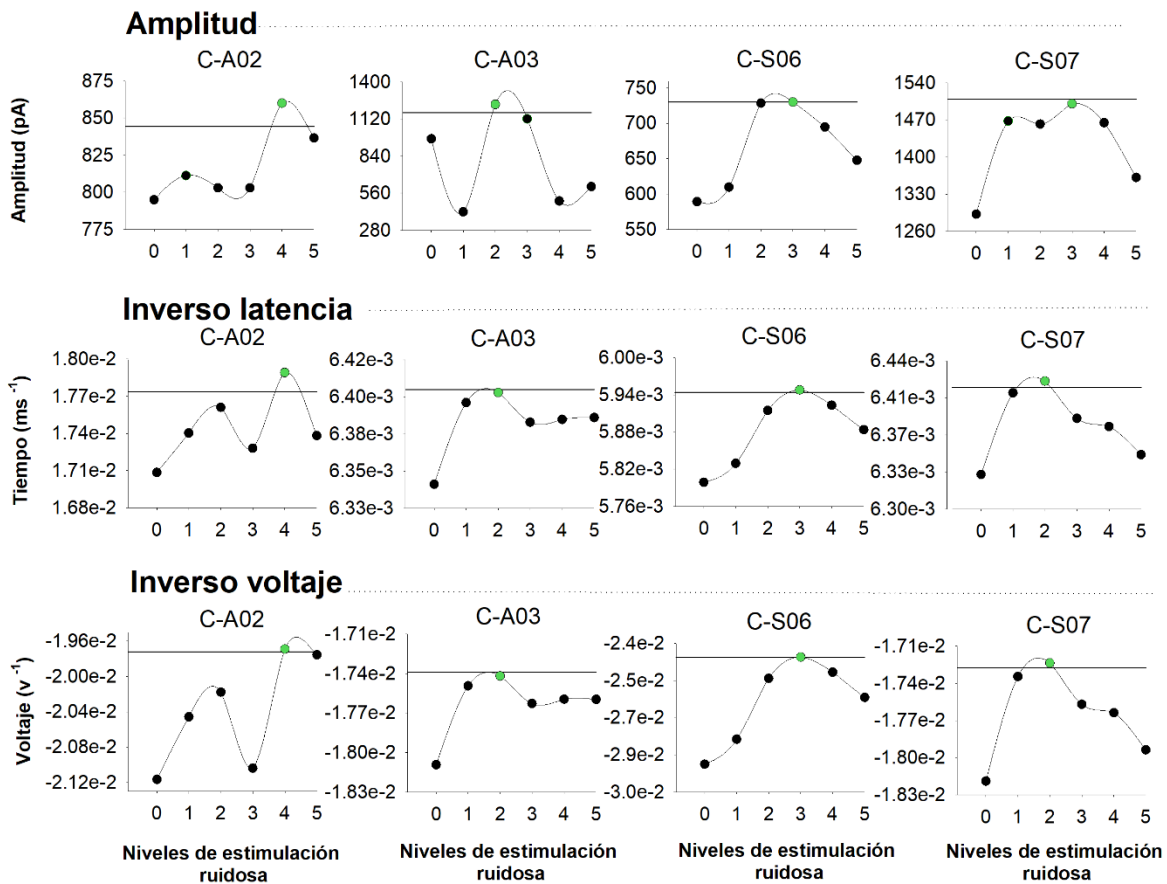 Amplitud
C-A02 C-A03 C-S06 C-S07
Amplitud (pA)
875 1400 750 1540
850 1120 700 1470
825 840 650 1400
800 560 600 1330
775 280 550 1260
0 1 2 3 4 5 0 1 2 3 4 5 0 1 2 3 4 5 0 1 2 3 4 5
Inverso latencia
C-A02 C-A03 C-S06 C-S07
Tiempo (ms -1)
1.80e-2 6.42e-3 6.00e-3 6.44e-3
1.77e-2 6.40e-3 5.94e-3 6.41e-3
1.74e-2 6.38e-3 5.88e-3 6.37e-3
1.71e-2 6.35e-3 5.82e-3 6.33e-3
1.68e-2 6.33e-3 5.76e-3 6.30e-3
0 1 2 3 4 5 0 1 2 3 4 5 0 1 2 3 4 5 0 1 2 3 4 5
Inverso voltaje
C-A02 C-A03 C-S06 C-S07
Voltaje (v -1)
-1.96e-2 -1.71e-2 -2.4e-2 -1.71e-2
-2.00e-2 -1.74e-2 -2.5e-2 -1.74e-2
-2.04e-2 -1.77e-2 -2.7e-2 -1.77e-2
-2.08e-2 -1.80e-2 -2.9e-2 -1.80e-2
-2.12e-2 -1.83e-2 -3.0e-2 -1.83e-2
0 1 2 3 4 5 0 1 2 3 4 5 0 1 2 3 4 5 0 1 2 3 4 5
Niveles de estimulación Niveles de estimulación Niveles de estimulación Niveles de estimulación
ruidosa ruidosa ruidosa ruidosa